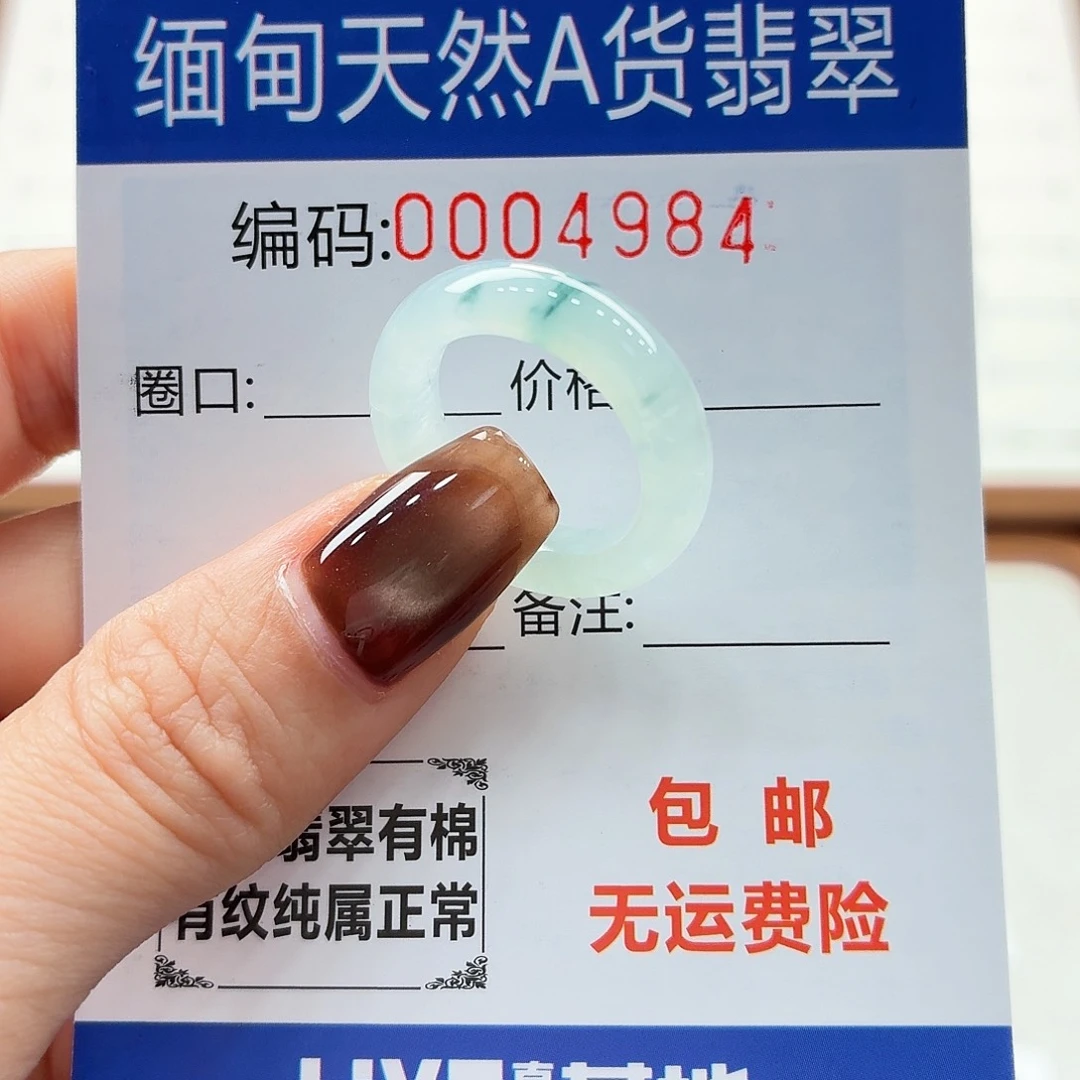 缅甸天然A货翡翠
编码:0004984
圈口: 价格
备注:
翡翠有棉
有纹纯属正常
包邮
无运费险